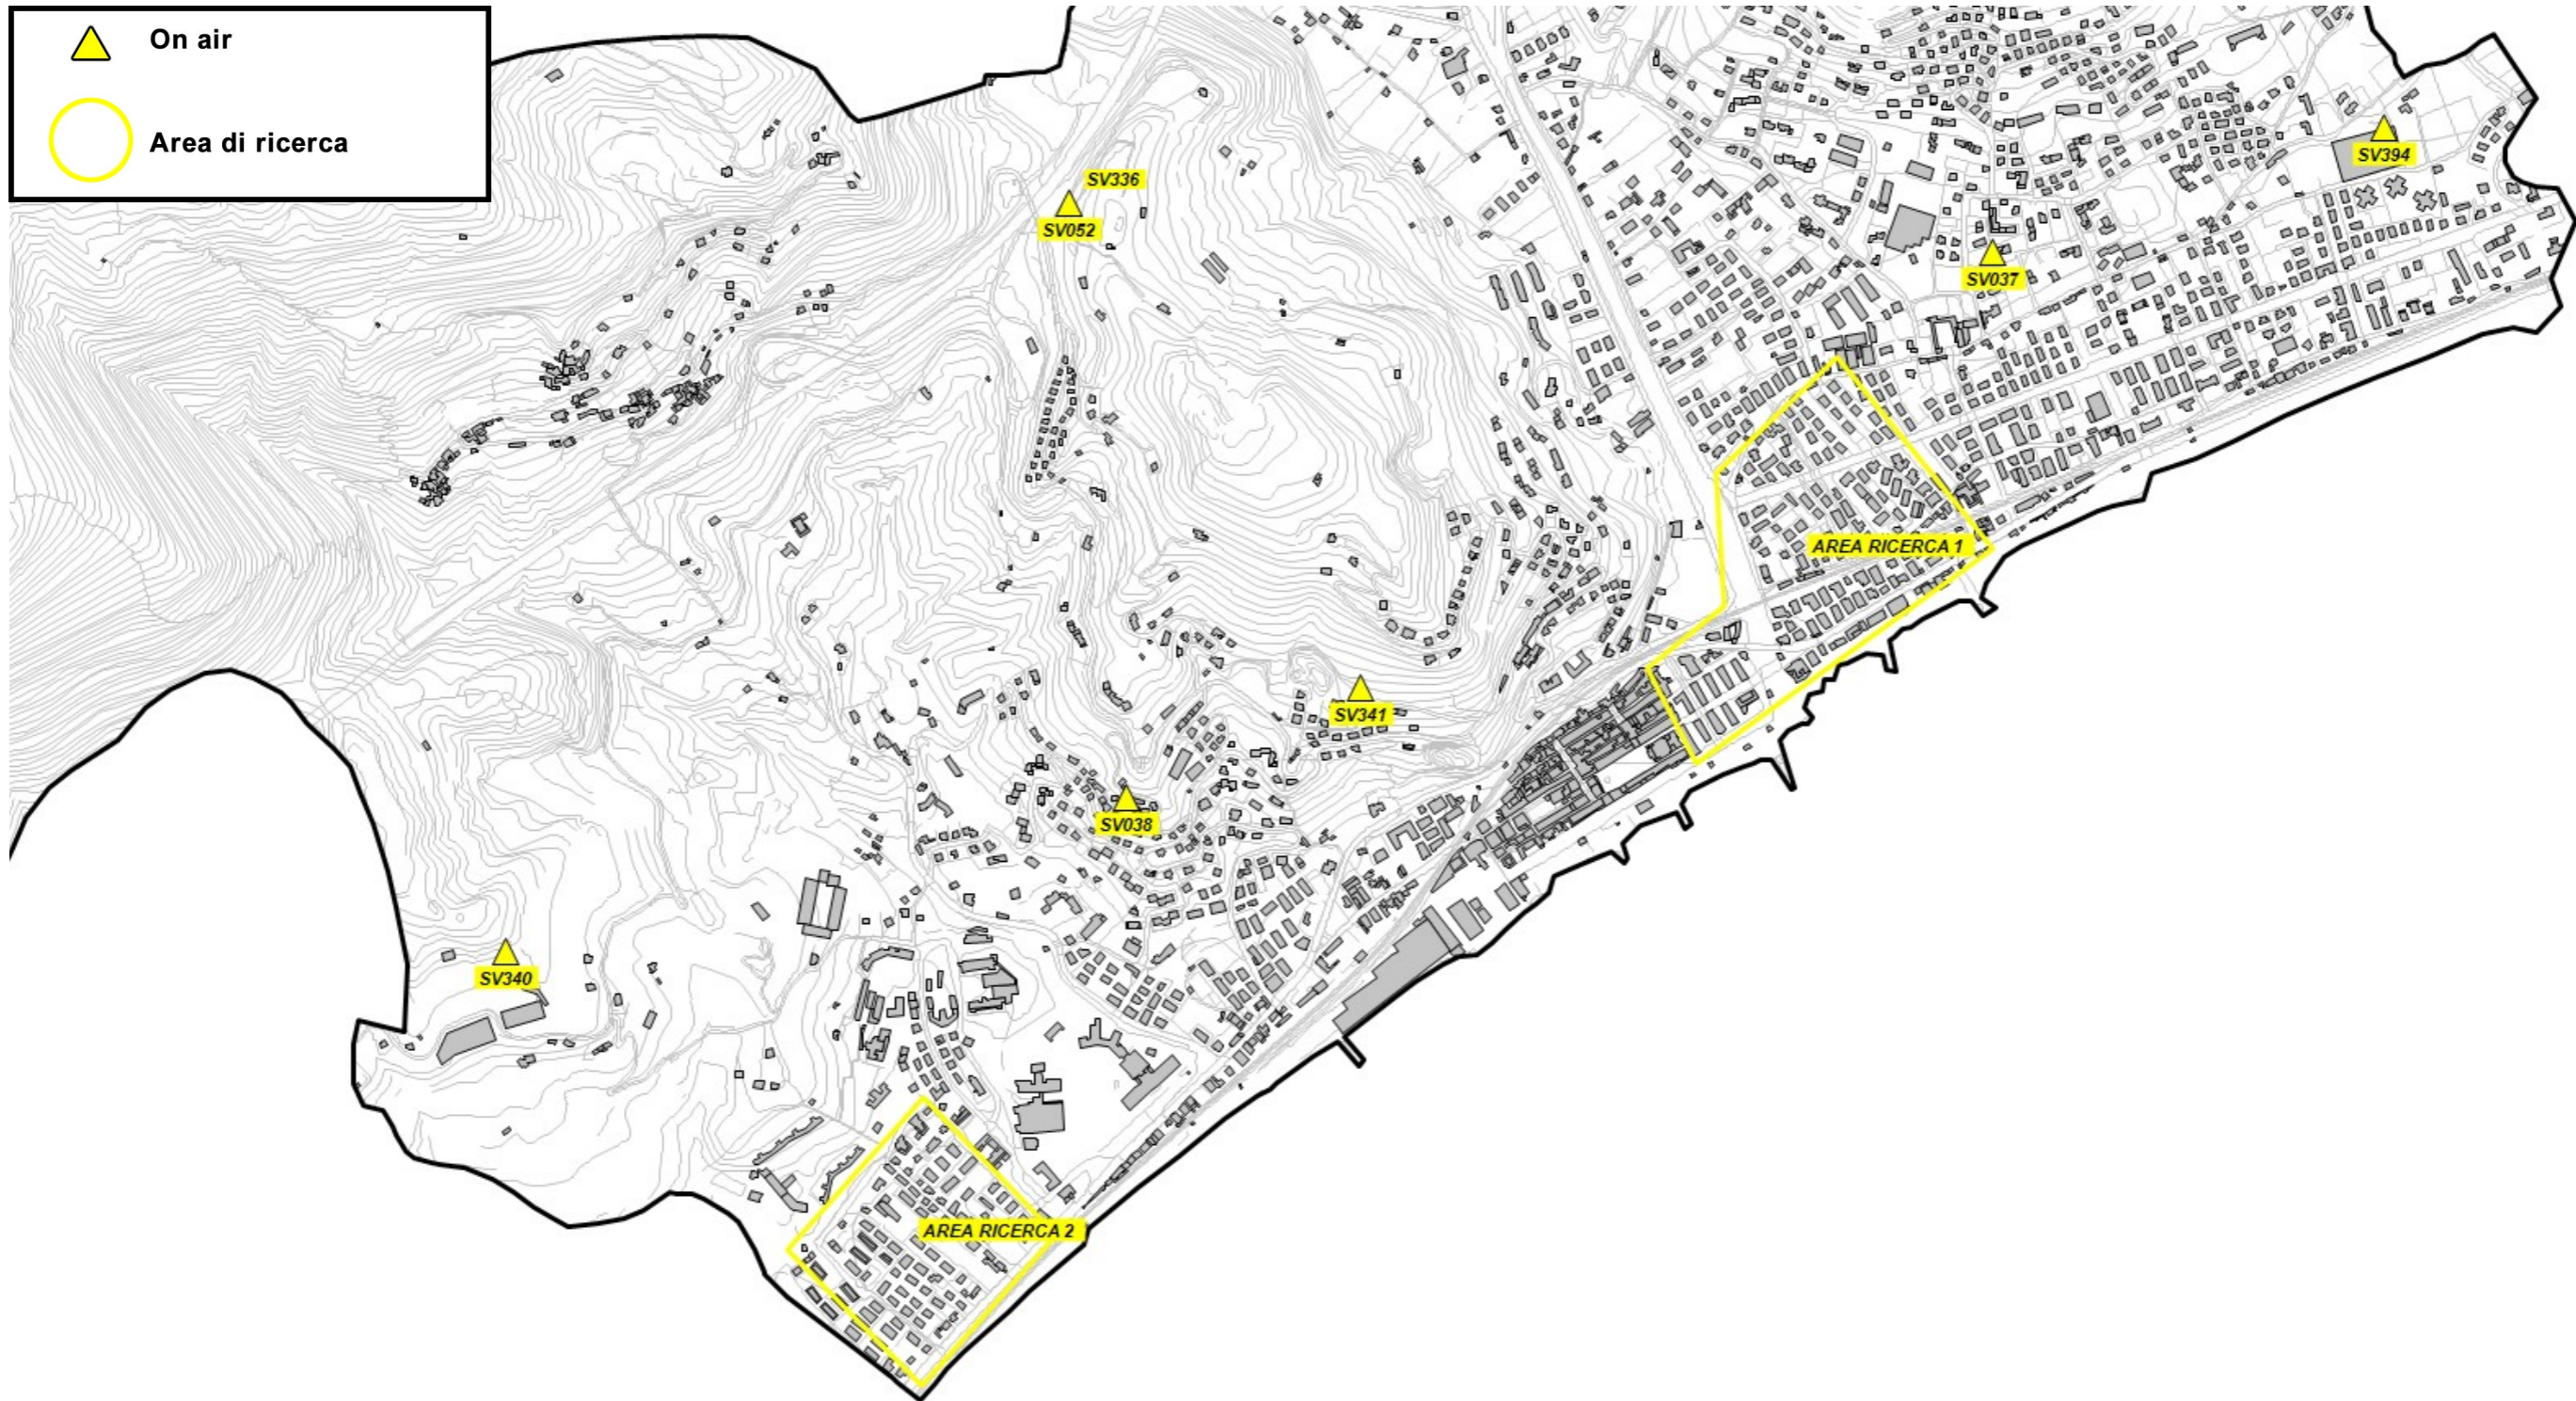 On air
Area di ricerca
SV394
SV336
SV052
SV037
AREA RICERCA 1
SV341
SV038
SV340
AREA RICERCA 2